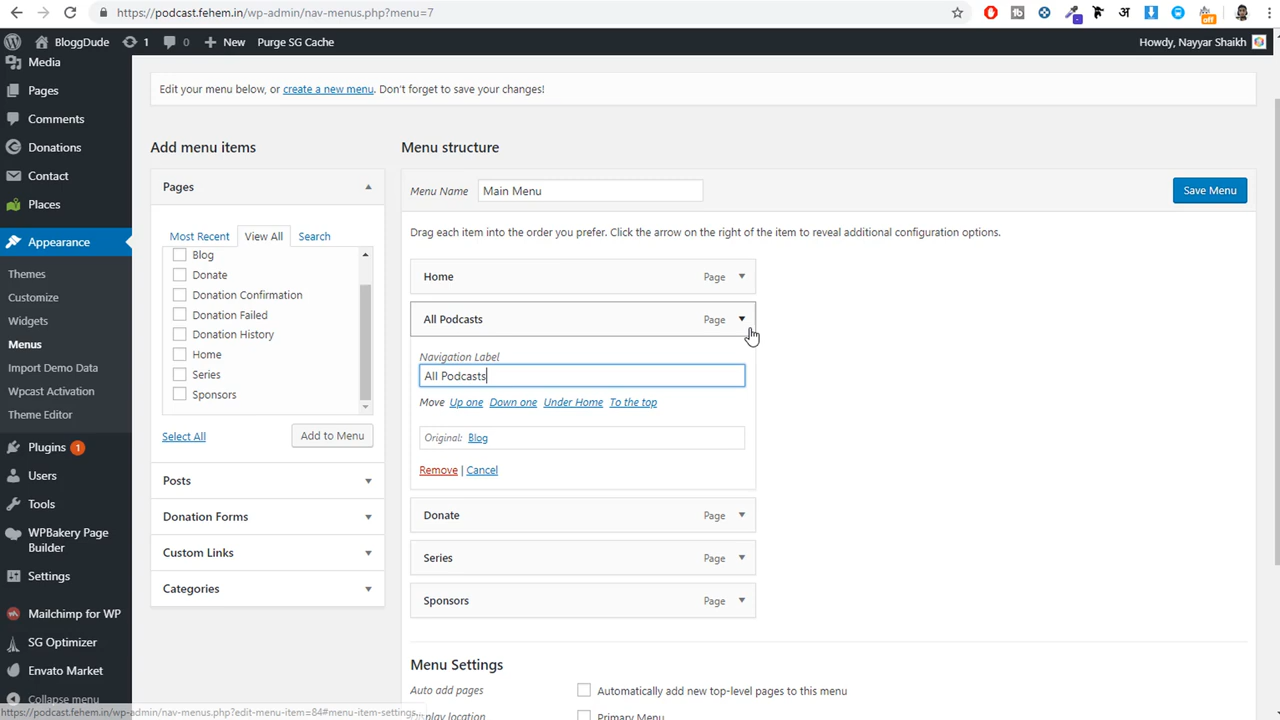 https://podcast.fehem.in/wp-admin/nav-menus.php?menu=7
अ
off
BloggDude
1
0
New
Purge SG Cache
Howdy, Nayyar Shaikh
Media
Pages
Comments
Donations
Contact
Places
Appearance
Themes
Customize
Widgets
Menus
Import Demo Data
Wpcast Activation
Theme Editor
Plugins 1
Users
Tools
WPBakery Page
Builder
Settings
Mailchimp for WP
SG Optimizer
Envato Market
Collapse menu
Edit your menu below, or create a new menu. Don't forget to save your changes!
Add menu items
Pages
Most Recent
View All
Search
Blog
Donate
Donation Confirmation
Donation Failed
Donation History
Home
Series
Sponsors
Select All
Add to Menu
Posts
Donation Forms
Custom Links
Categories
Menu structure
Menu Name
Main Menu
Save Menu
Drag each item into the order you prefer. Click the arrow on the right of the item to reveal additional configuration options.
Home Page
All Podcasts Page
Navigation Label
All Podcasts
Move Up one Down one Under Home To the top
Original: Blog
Remove | Cancel
Donate Page
Series Page
Sponsors Page
Menu Settings
Auto add pages
Automatically add new top-level pages to this menu
Display location
Primary Menu
https://podcast.fehem.in/wp-admin/nav-menus.php?edit-menu-item=84#menu-item-settings...